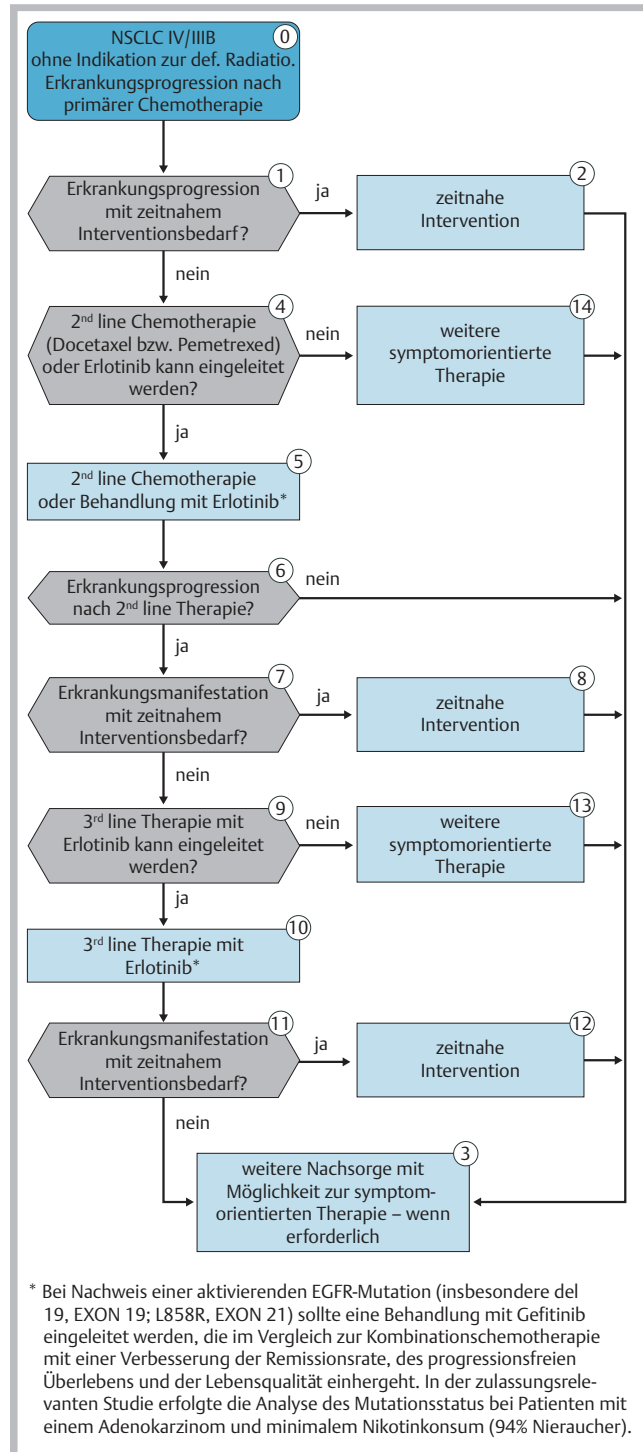 NSCLC IV/IIIB
0
ohne Indikation zur def. Radiatio.
Erkrankungsprogression nach
primärer Chemotherapie
1
Erkrankungsprogression
mit zeitnahem
Interventionsbedarf?
ja
2
zeitnahe
Intervention
nein
4
2nd line Chemotherapie
(Docetaxel bzw. Pemetrexed)
oder Erlotinib kann eingeleitet
werden?
nein
14
weitere
symptomorientierte
Therapie
ja
5
2nd line Chemotherapie
oder Behandlung mit Erlotinib*
6
Erkrankungsprogression
nach 2nd line Therapie?
nein
ja
7
Erkrankungsmanifestation
mit zeitnahem
Interventionsbedarf?
ja
8
zeitnahe
Intervention
nein
9
3rd line Therapie mit
Erlotinib kann eingeleitet
werden?
nein
13
weitere
symptomorientierte
Therapie
ja
10
3rd line Therapie mit
Erlotinib*
11
Erkrankungsmanifestation
mit zeitnahem
Interventionsbedarf?
ja
12
zeitnahe
Intervention
nein
3
weitere Nachsorge mit
Möglichkeit zur symptom-
orientierten Therapie – wenn
erforderlich
* Bei Nachweis einer aktivierenden EGFR-Mutation (insbesondere del
19, EXON 19; L858R, EXON 21) sollte eine Behandlung mit Gefitinib
eingeleitet werden, die im Vergleich zur Kombinationschemotherapie
mit einer Verbesserung der Remissionsrate, des progressionsfreien
Überlebens und der Lebensqualität einhergeht. In der zulassungsrele-
vanten Studie erfolgte die Analyse des Mutationsstatus bei Patienten mit
einem Adenokarzinom und minimalem Nikotinkonsum (94% Nieraucher).